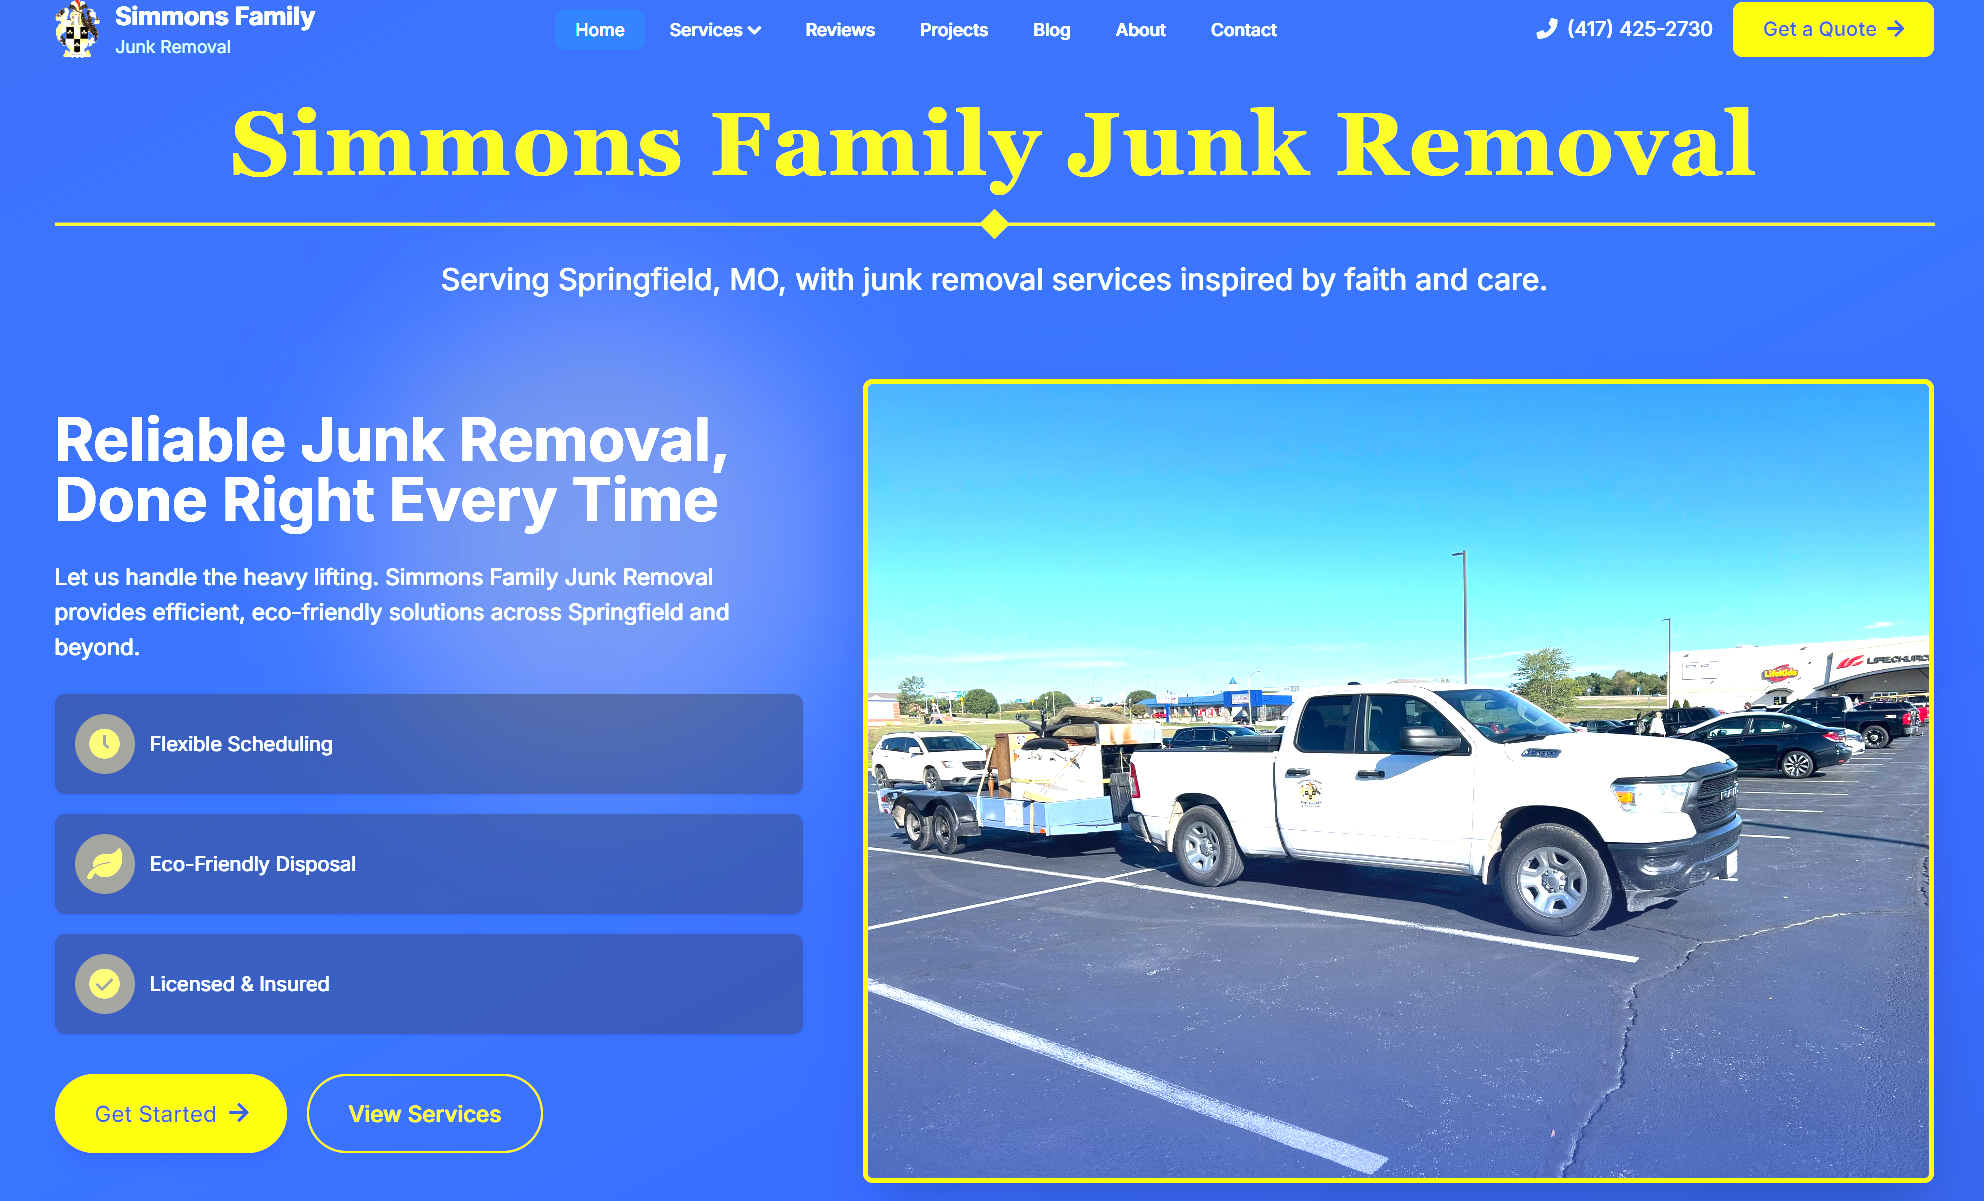 Simmons Family
Junk Removal
Home
Services
Reviews
Projects
Blog
About
Contact
(417) 425-2730
Get a Quote
Simmons Family Junk Removal
Serving Springfield, MO, with junk removal services inspired by faith and care.
Reliable Junk Removal,
Done Right Every Time
Let us handle the heavy lifting. Simmons Family Junk Removal
provides efficient, eco-friendly solutions across Springfield and
beyond.
Flexible Scheduling
Eco-Friendly Disposal
Licensed & Insured
Get Started
View Services
LifeKids
LIFE.CHURCH